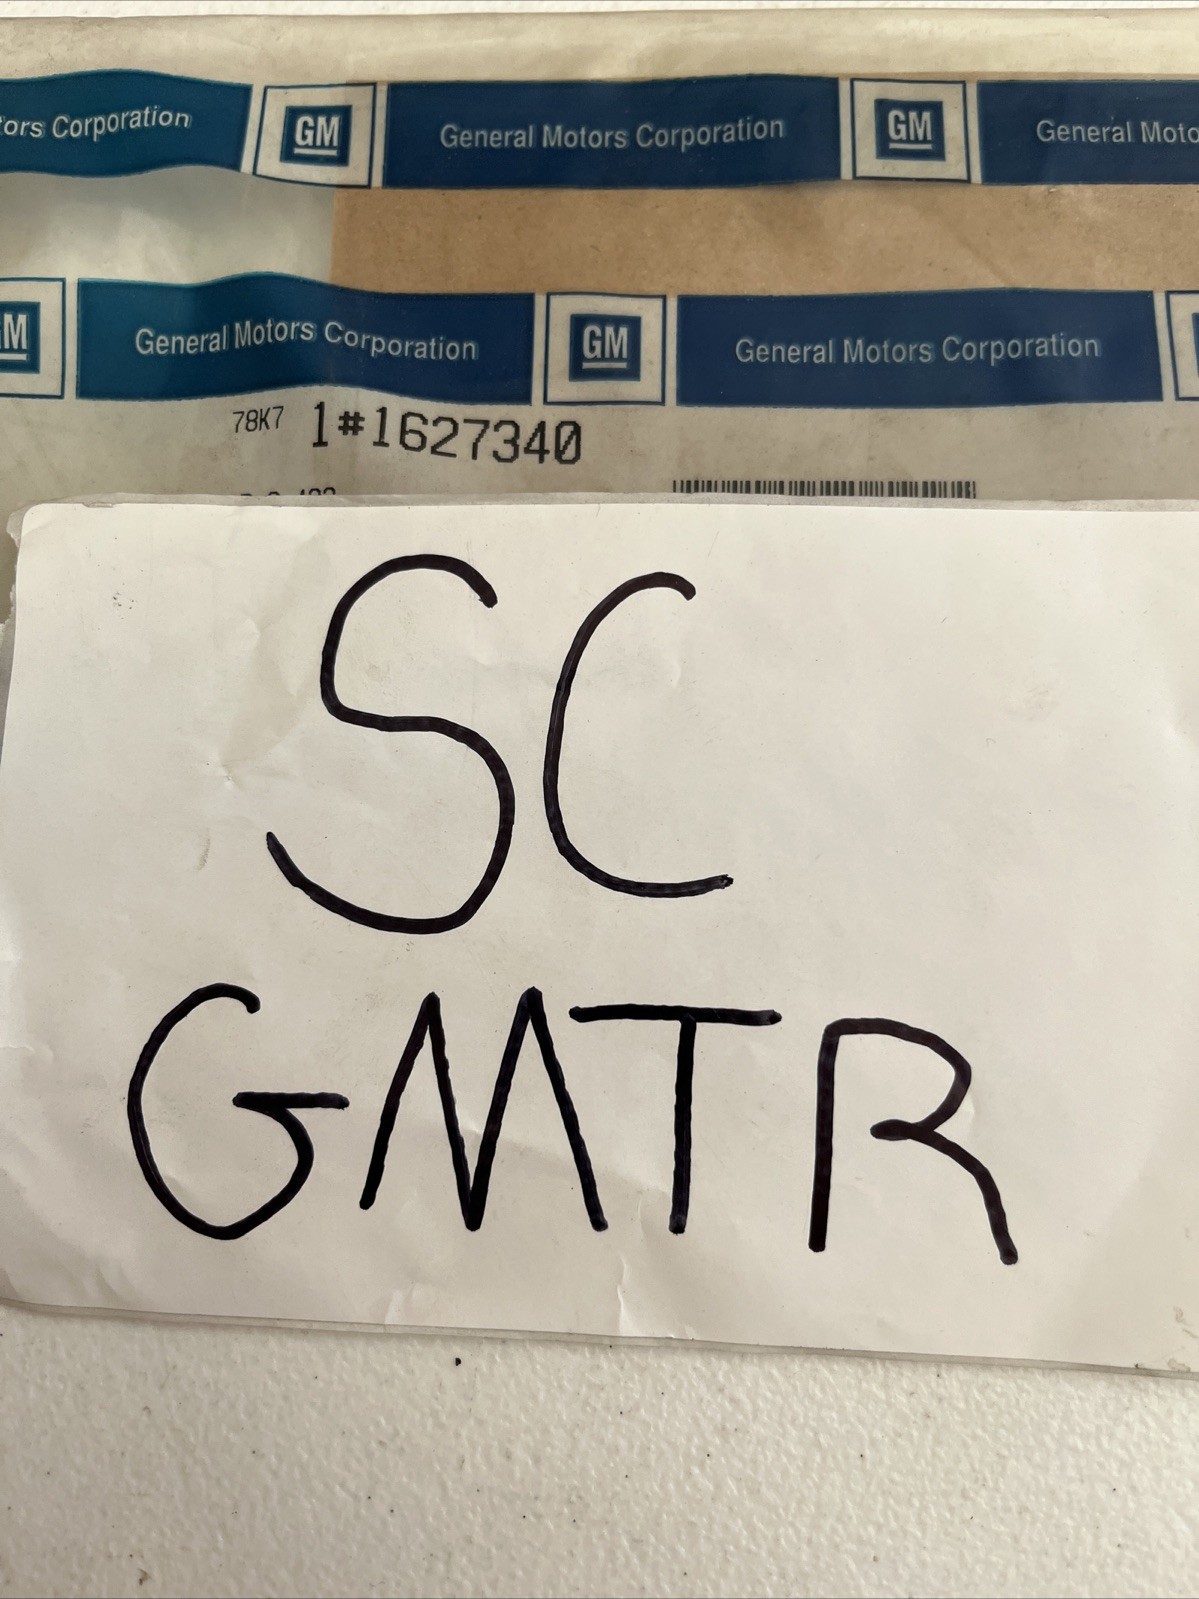 tors Corporation GM General Motors Corporation GM General Moto
GM General Motors Corporation GM General Motors Corporation
78K7 1#1627340
SC
GMTR